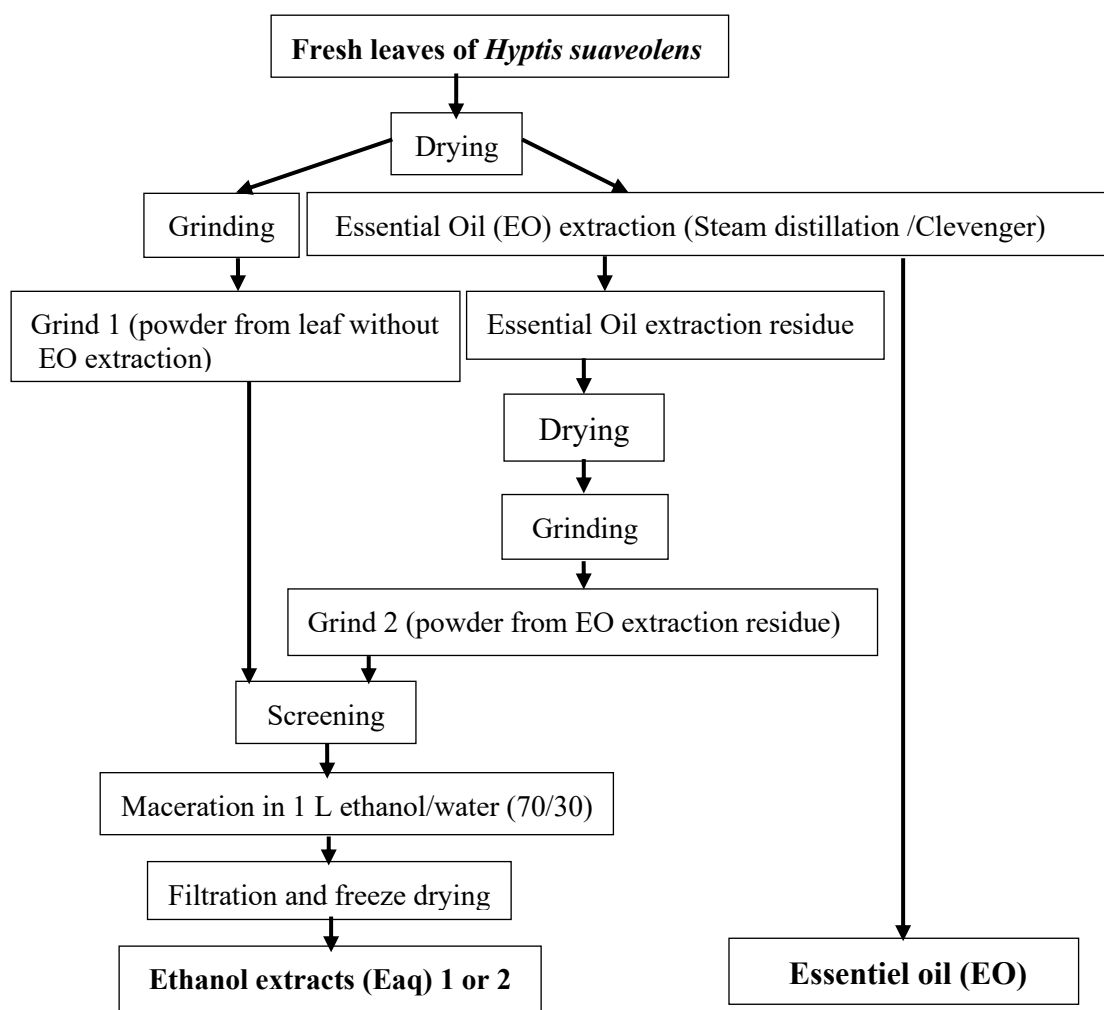 Fresh leaves of Hyptis suaveolens
Drying
Grinding
Essential Oil (EO) extraction (Steam distillation /Clevenger)
Grind 1 (powder from leaf without
EO extraction)
Essential Oil extraction residue
Drying
Grinding
Grind 2 (powder from EO extraction residue)
Screening
Maceration in 1 L ethanol/water (70/30)
Filtration and freeze drying
Ethanol extracts (Eaq) 1 or 2
Essentiel oil (EO)